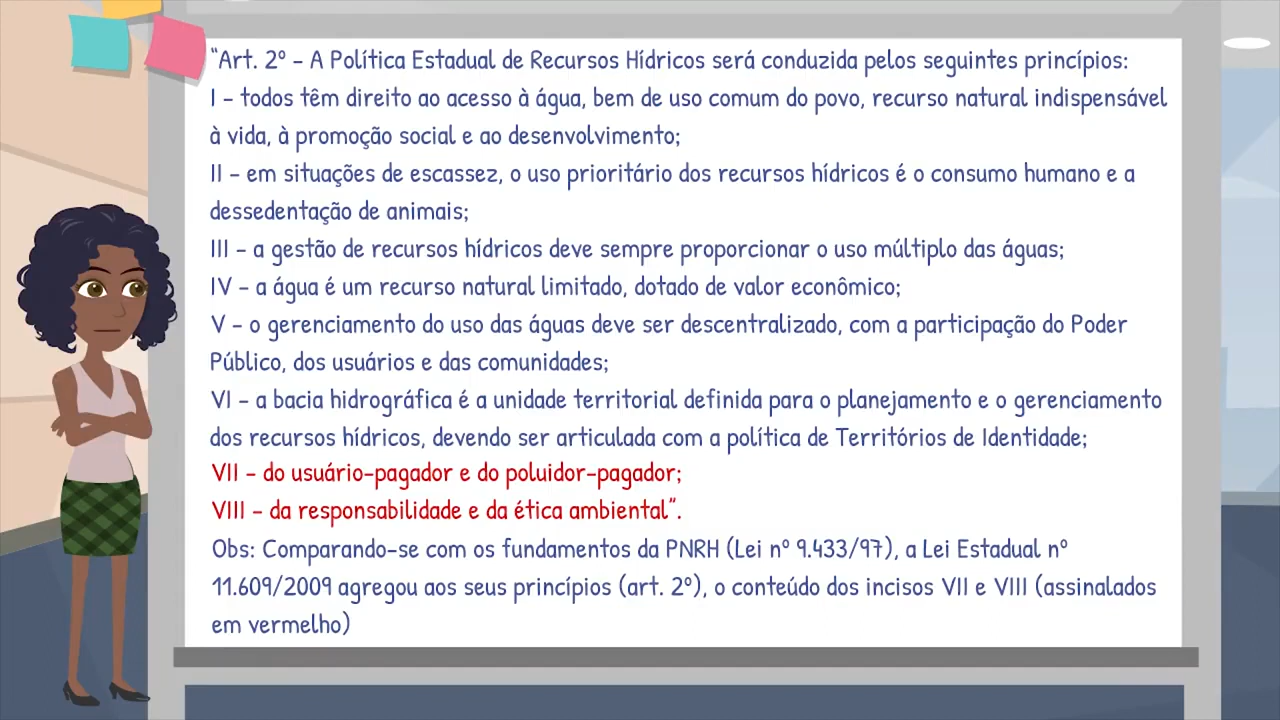 “Art. 2º – A Política Estadual de Recursos Hídricos será conduzida pelos seguintes princípios:
I – todos têm direito ao acesso à água, bem de uso comum do povo, recurso natural indispensável
à vida, à promoção social e ao desenvolvimento;
II – em situações de escassez, o uso prioritário dos recursos hídricos é o consumo humano e a
dessedentação de animais;
III – a gestão de recursos hídricos deve sempre proporcionar o uso múltiplo das águas;
IV – a água é um recurso natural limitado, dotado de valor econômico;
V – o gerenciamento do uso das águas deve ser descentralizado, com a participação do Poder
Público, dos usuários e das comunidades;
VI – a bacia hidrográfica é a unidade territorial definida para o planejamento e o gerenciamento
dos recursos hídricos, devendo ser articulada com a política de Territórios de Identidade;
VII – do usuário-pagador e do poluidor-pagador;
VIII – da responsabilidade e da ética ambiental”.
Obs: Comparando-se com os fundamentos da PNRH (Lei nº 9.433/97), a Lei Estadual nº
11.609/2009 agregou aos seus princípios (art. 2º), o conteúdo dos incisos VII e VIII (assinalados
em vermelho)